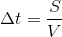 Δt = S/V